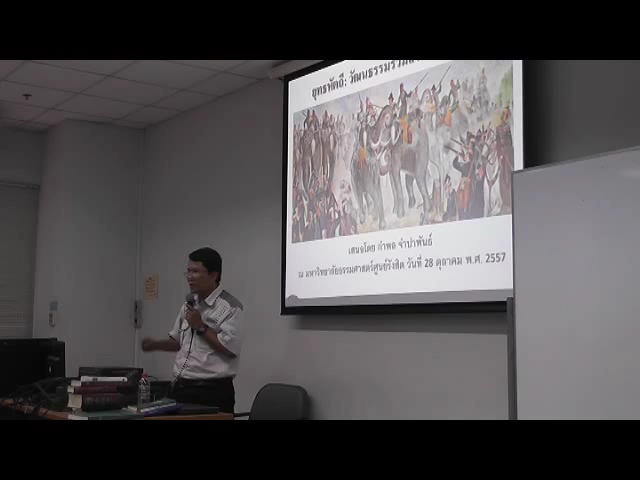 ยุทธหัตถี: วัฒนธรรมร่วม
เสนอโดย กำพล จำปาพันธ์
ณ มหาวิทยาลัยธรรมศาสตร์ศูนย์รังสิต วันที่ 28 ตุลาคม พ.ศ. 2557